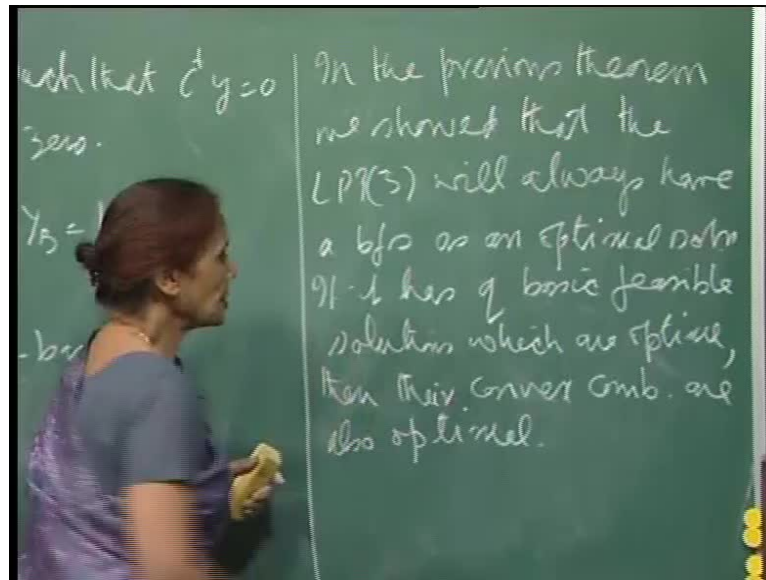 such that c^t y = 0
zero.
y_5 =
In the previous theorem
we showed that the
LPP(3) will always have
a bfs as an optimal soln
If it has q basic feasible
solutions which are optimal,
then their convex comb. are
also optimal.